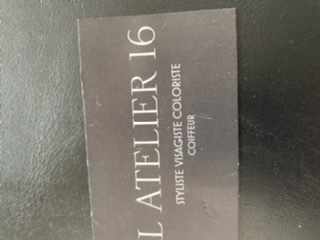 L ATELIER 16
STYLISTE VISAGISTE COLORISTE
COIFFEUR